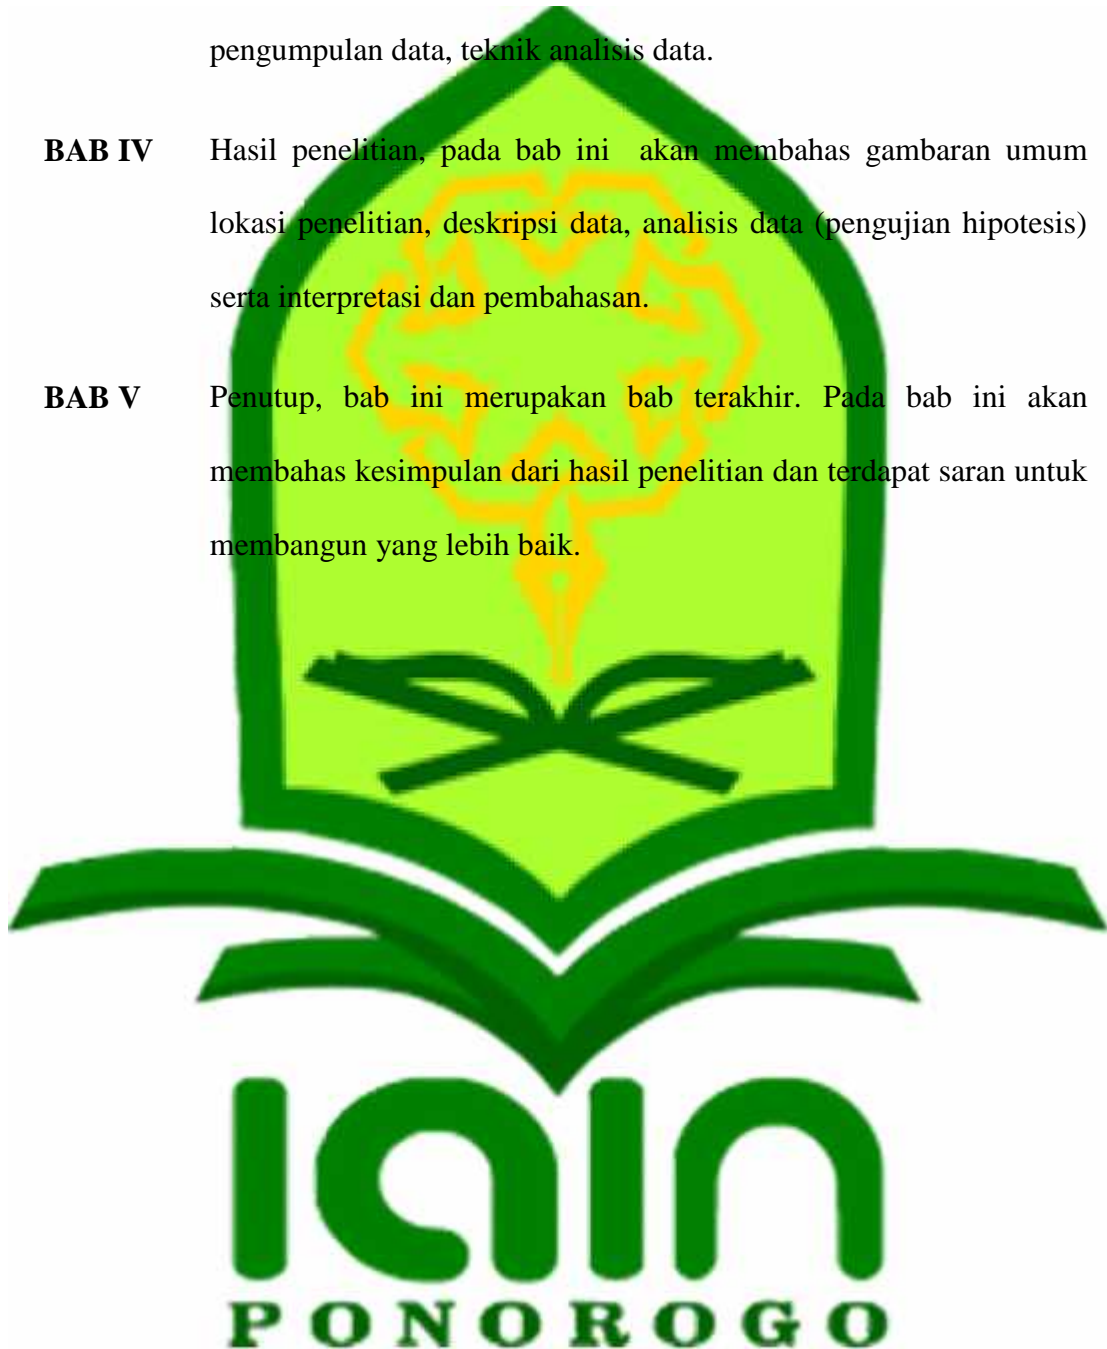 pengumpulan data, teknik analisis data.
BAB IV Hasil penelitian, pada bab ini akan membahas gambaran umum
lokasi penelitian, deskripsi data, analisis data (pengujian hipotesis)
serta interpretasi dan pembahasan.
BAB V Penutup, bab ini merupakan bab terakhir. Pada bab ini akan
membahas kesimpulan dari hasil penelitian dan terdapat saran untuk
membangun yang lebih baik.
iain
PONOROGO